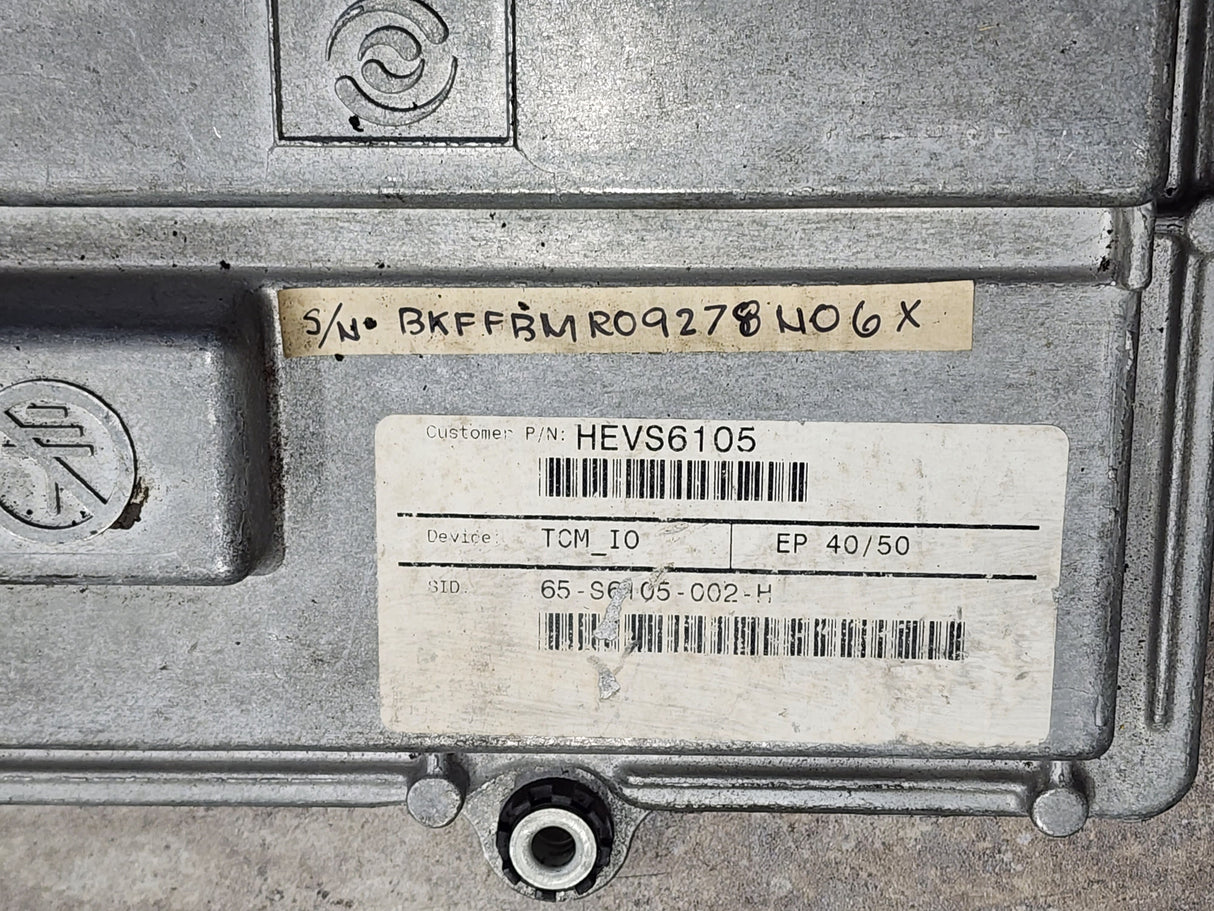 S/N. BKFFBMR09278N06X
Customer P/N: HEVS6105
Device: TCM_IO EP 40/50
SID: 65-S6105-002-H